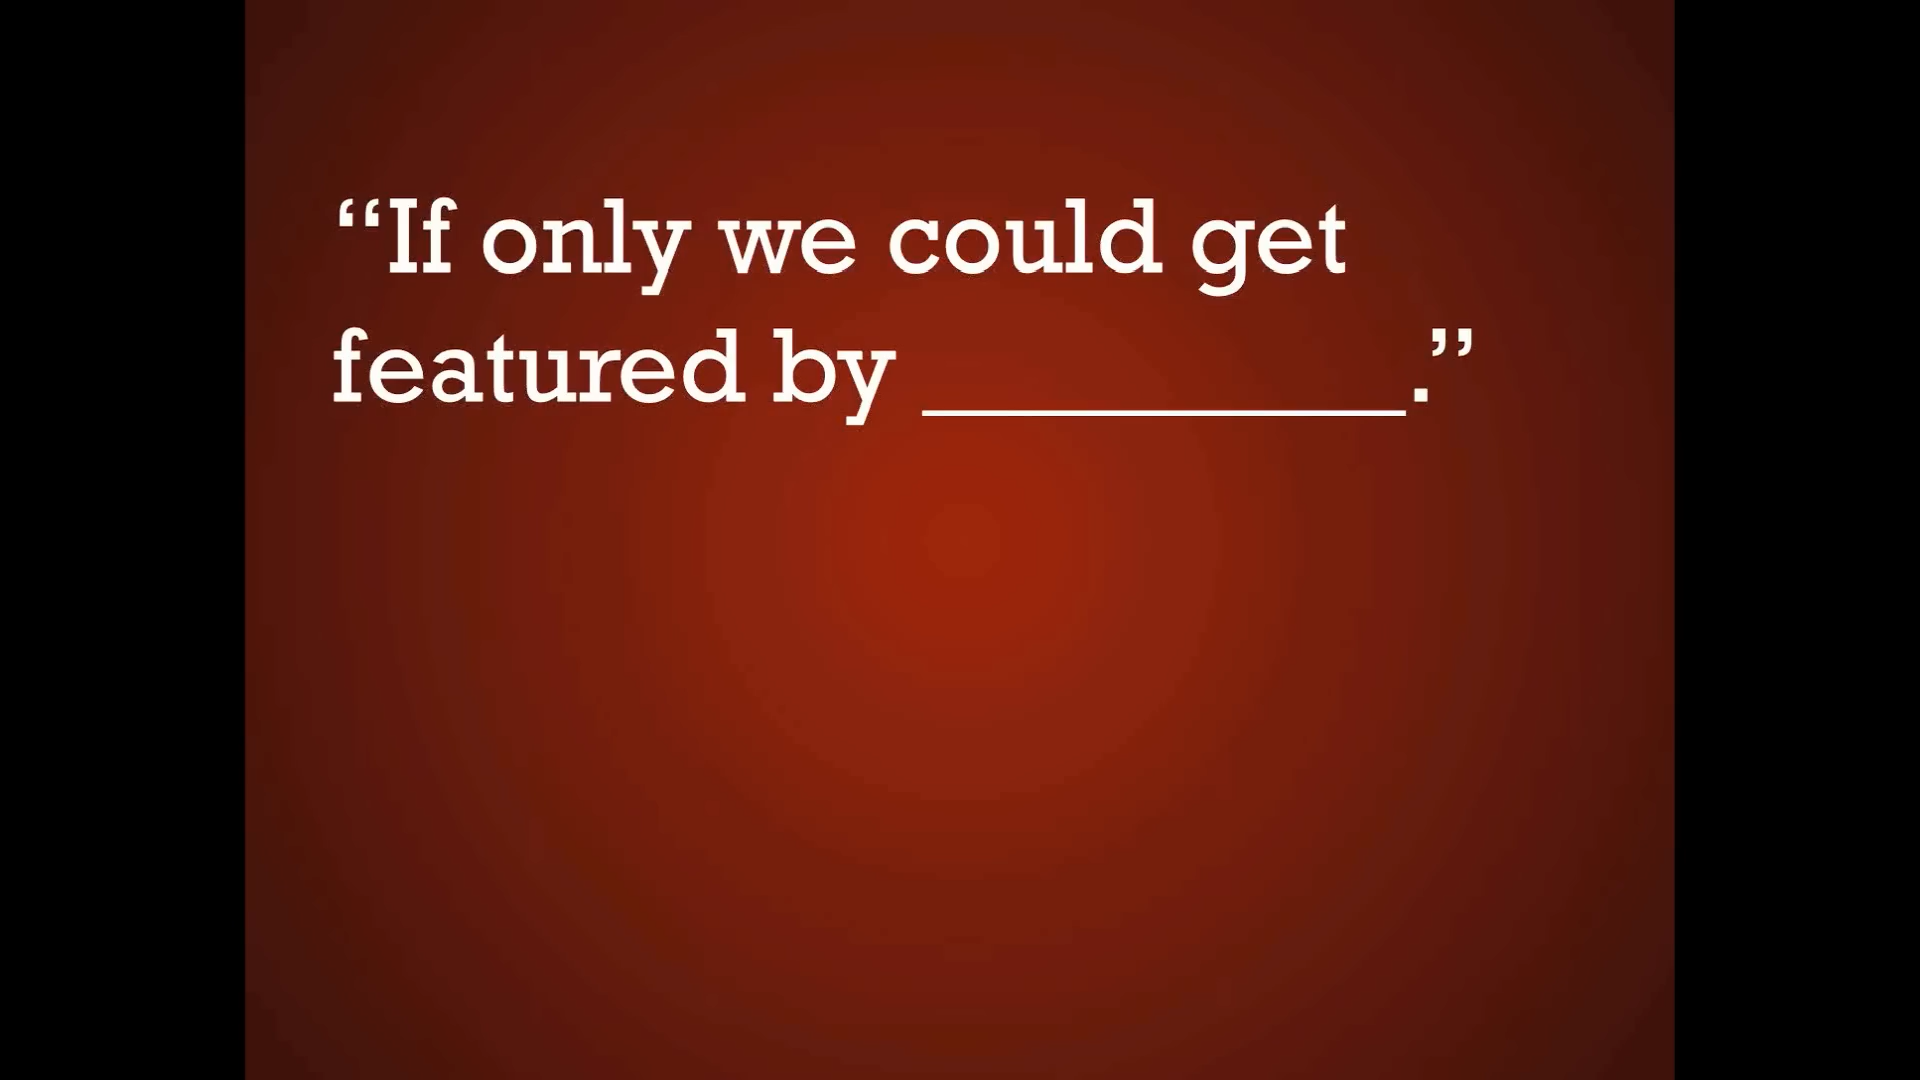 “If only we could get
featured by __________.”